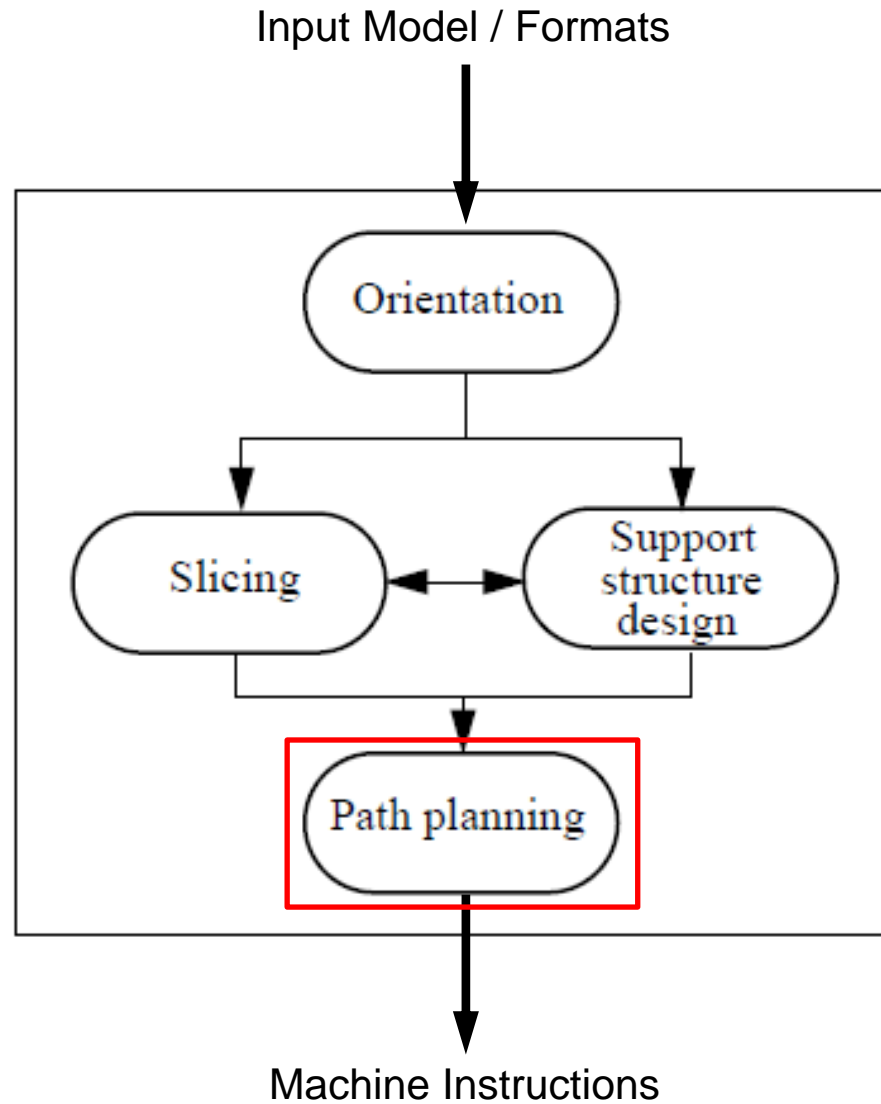 Input Model / Formats
Orientation
Slicing
Support
structure
design
Path planning
Machine Instructions